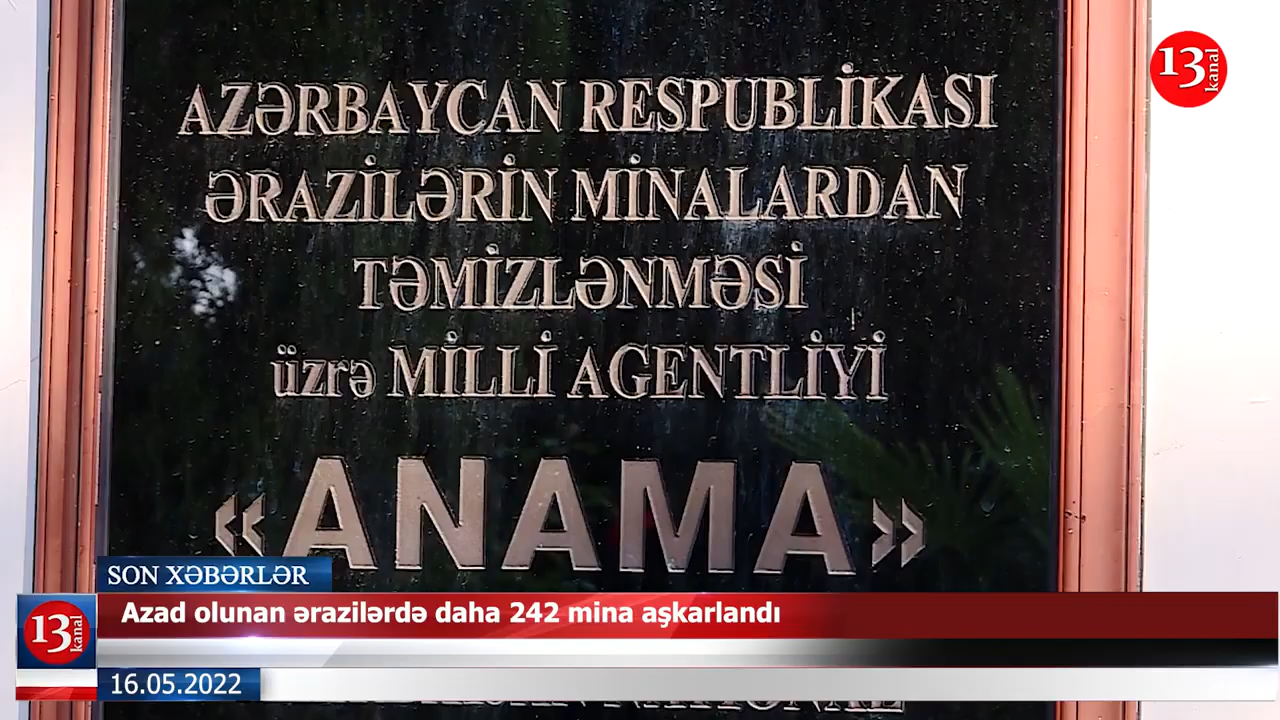 13 kanal
AZƏRBAYCAN RESPUBLİKASI
ƏRAZİLƏRİN MİNALARDAN
TƏMİZLƏNMƏSİ
üzrə MİLLİ AGENTLİYİ
«ANAMA»
SON XƏBƏRLƏR
13 kanal
Azad olunan ərazilərdə daha 242 mina aşkarlandı
16.05.2022
NATIONAL